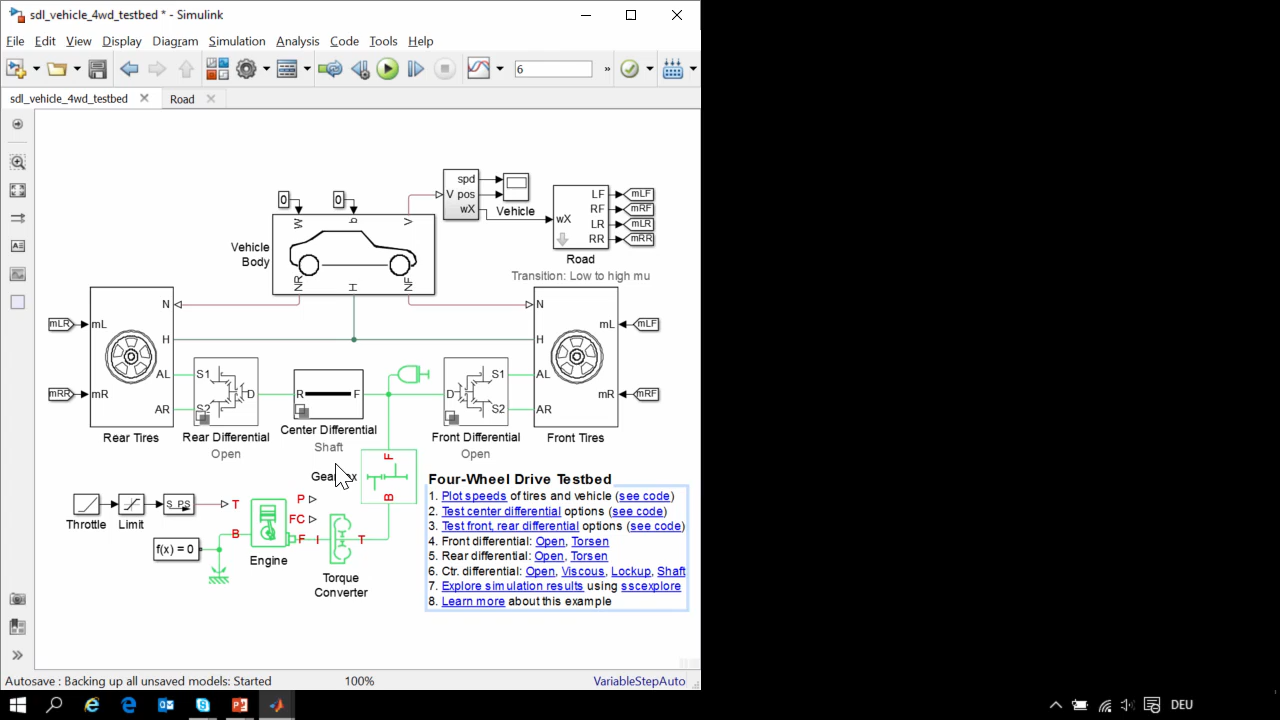 sdl_vehicle_4wd_testbed * - Simulink
File Edit View Display Diagram Simulation Analysis Code Tools Help
6 »
sdl_vehicle_4wd_testbed Road
spd
V pos
wX
Vehicle
wX
LF mLF
RF mRF
LR mLR
RR mRR
Road
Transition: Low to high mu
0 0
W b V
Vehicle
Body
NR H NF
N
mLR mL
H
AL
mRR mR
AR
Rear Tires
S1
S2
D
Rear Differential
Open
R F
Center Differential
Shaft
D
S1
S2
Front Differential
Open
N
mL mLF
H
AL
mR mRF
AR
Front Tires
F
B
Throttle
Limit
S PS
T
P
FC
B
F
Engine
f(x) = 0
I T
Torque
Converter
Four-Wheel Drive Testbed
1. Plot speeds of tires and vehicle (see code)
2. Test center differential options (see code)
3. Test front, rear differential options (see code)
4. Front differential: Open, Torsen
5. Rear differential: Open, Torsen
6. Ctr. differential: Open, Viscous, Lockup, Shaft
7. Explore simulation results using sscexplore
8. Learn more about this example
Autosave : Backing up all unsaved models: Started 100% VariableStepAuto
DEU